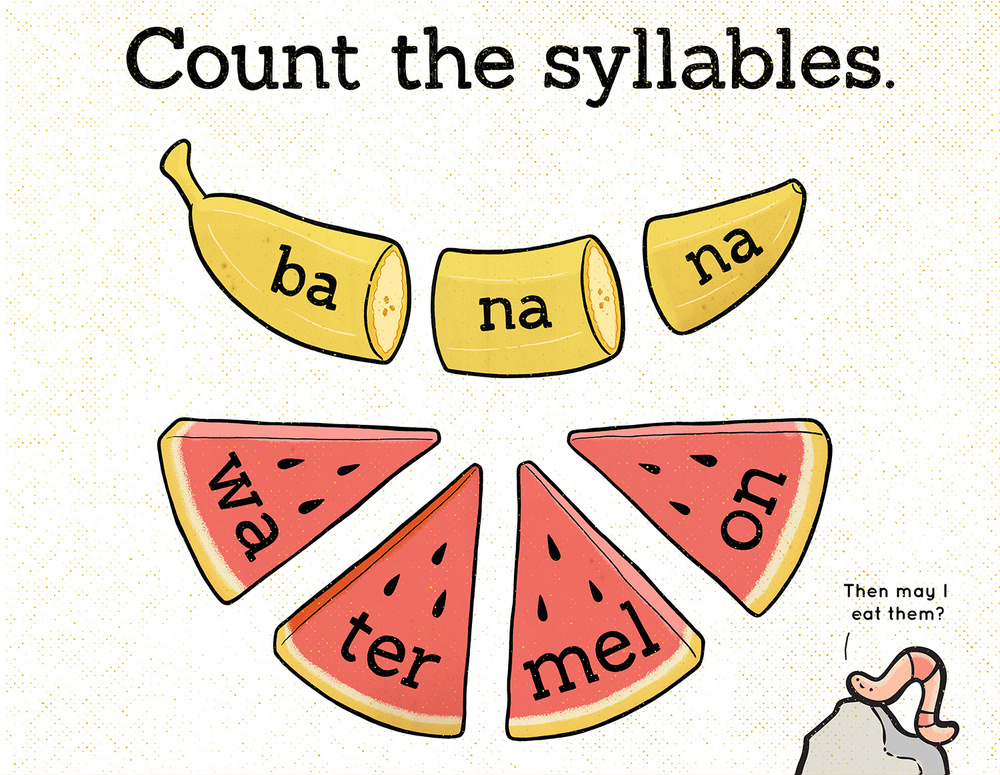 Count the syllables.
ba na na
wa ter mel on
Then may I
eat them?